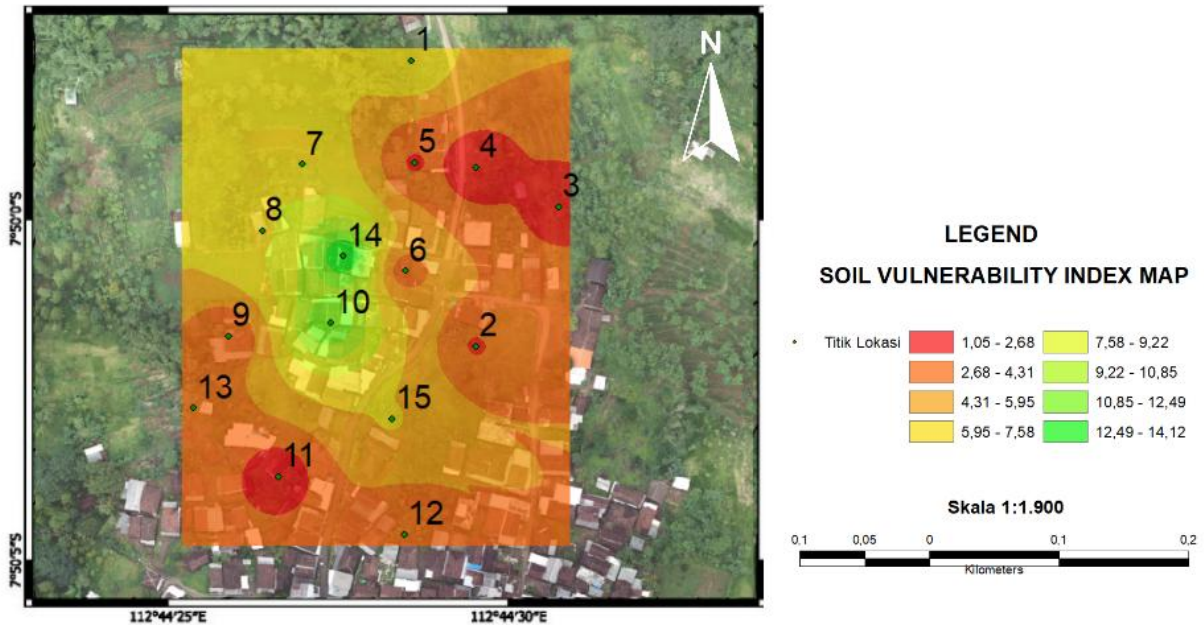 1
N
7
5
4
3
8
14
6
9
10
2
13
15
11
12
7°50'0"S
7°50'5"S
112°44'25"E
112°44'30"E
LEGEND
SOIL VULNERABILITY INDEX MAP
Titik Lokasi
1,05 - 2,68
7,58 - 9,22
2,68 - 4,31
9,22 - 10,85
4,31 - 5,95
10,85 - 12,49
5,95 - 7,58
12,49 - 14,12
Skala 1:1.900
0,1 0,05 0 0,1 0,2
Kilometers